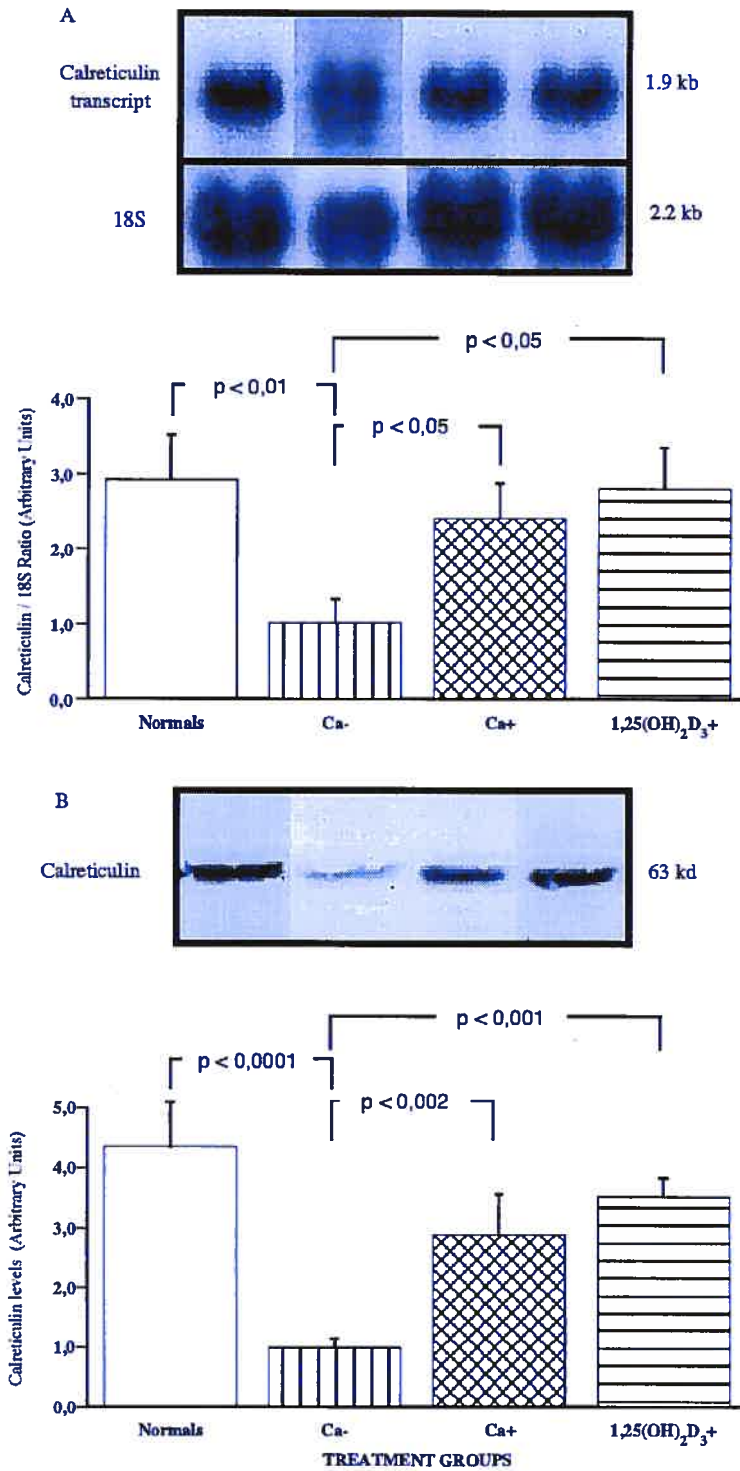 A
Calreticulin
transcript
1.9 kb
18S
2.2 kb
p < 0,05
p < 0,01
p < 0,05
Calreticulin / 18S Ratio (Arbitrary Units)
4,0
3,0
2,0
1,0
0,0
Normals Ca- Ca+ 1,25(OH)₂D₃+
B
Calreticulin
63 kd
p < 0,001
p < 0,0001
p < 0,002
Calreticulin levels (Arbitrary Units)
5,0
4,0
3,0
2,0
1,0
0,0
Normals Ca- Ca+ 1,25(OH)₂D₃+
TREATMENT GROUPS